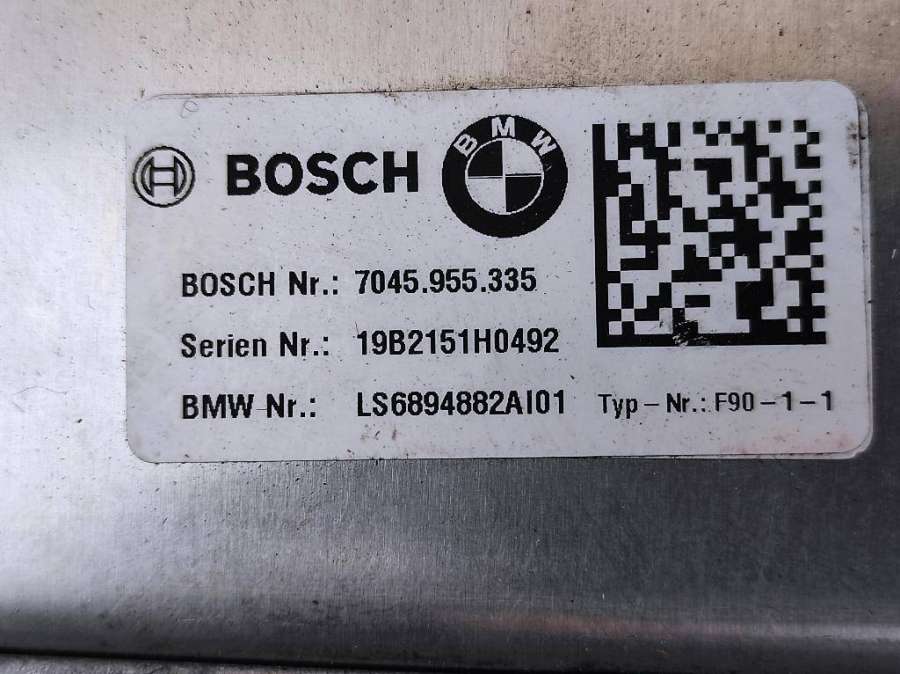 BOSCH BMW
BOSCH Nr.: 7045.955.335
Serien Nr.: 19B2151H0492
BMW Nr.: LS6894882AI01 Typ-Nr.: F90-1-1